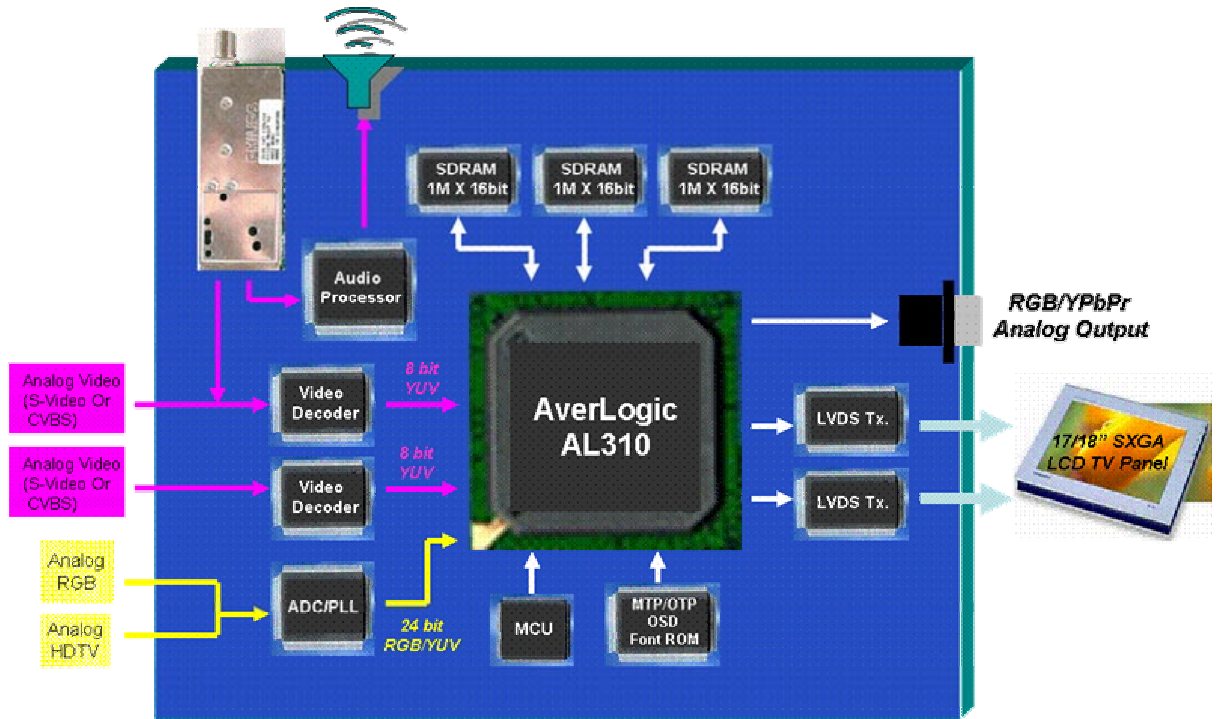 SDRAM
1M X 16bit
SDRAM
1M X 16bit
SDRAM
1M X 16bit
Audio
Processor
RGB/YPbPr
Analog Output
Analog Video
(S-Video Or
CVBS)
Video
Decoder
8 bit
YUV
AverLogic
AL310
LVDS Tx.
17/18" SXGA
LCD TV Panel
Analog Video
(S-Video Or
CVBS)
Video
Decoder
8 bit
YUV
LVDS Tx.
Analog
RGB
Analog
HDTV
ADC/PLL
24 bit
RGB/YUV
MCU
MTP/OTP
OSD
Font ROM